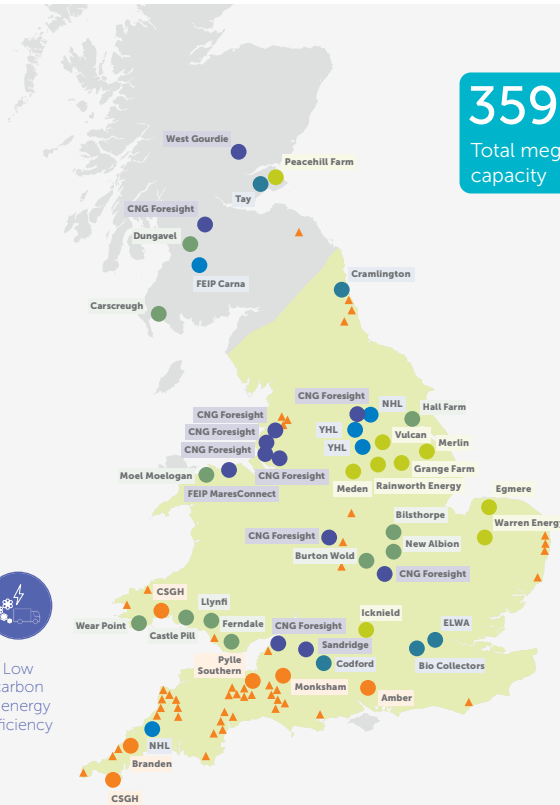 359
Total meg
capacity
West Gourdie
Peacehill Farm
Tay
CNG Foresight
Dungavel
FEIP Carna
Cramlington
Carscreugh
CNG Foresight
NHL
Hall Farm
CNG Foresight
YHL
Vulcan
CNG Foresight
Merlin
CNG Foresight
YHL
Grange Farm
Moel Moelogan
CNG Foresight
Rainworth Energy
Meden
FEIP MaresConnect
Egmere
Bilsthorpe
Warren Energy
CNG Foresight
New Albion
Burton Wold
CNG Foresight
CSGH
Llynfi
Icknield
Wear Point
Castle Pill
Ferndale
CNG Foresight
ELWA
Sandridge
Pylle
Southern
Codford
Bio Collectors
Monksham
Amber
Low
carbon
energy
ficiency
NHL
Branden
CSGH